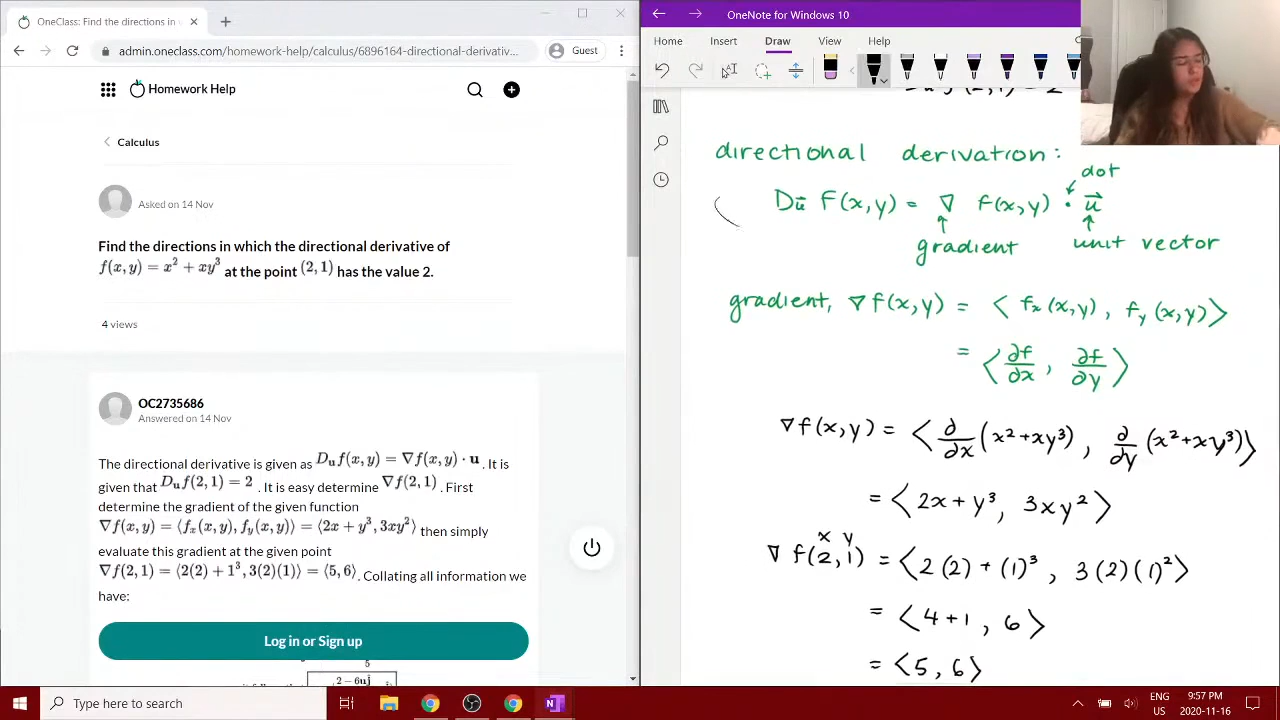 OneClass: Find the directions in
admin.oneclass.com/homework-help/calculus/6899164-directional-derivativ...
Guest
Homework Help
Calculus
Asked on 14 Nov
Find the directions in which the directional derivative of
f(x, y) = x² + xy³ at the point (2, 1) has the value 2.
4 views
OC2735686
Answered on 14 Nov
The directional derivative is given as D𝐮f(x, y) = ∇f(x, y) · 𝐮. It is
given that D𝐮f(2, 1) = 2. It is easy determine ∇f(2, 1). First
determine the gradient of the given function
∇f(x, y) = ⟨fₓ(x, y), f_y(x, y)⟩ = ⟨2x + y³, 3xy²⟩ then simply
evaluate this gradient at the given point
∇f(2, 1) = ⟨2(2) + 1³, 3(2)(1)⟩ = ⟨5, 6⟩. Collating all information we
have:
Log in or Sign up
OneNote for Windows 10
Home Insert Draw View Help
directional derivation:
dot
Dū F(x,y) = ∇ f(x,y) · u⃗
gradient unit vector
gradient, ∇f(x,y) = ⟨ fₓ(x,y), f_y(x,y)⟩
= ⟨∂f/∂x, ∂f/∂y⟩
∇f(x,y) = ⟨∂/∂x (x²+xy³), ∂/∂y (x²+xy³)⟩
= ⟨2x + y³, 3xy²⟩
x y
∇ f(2,1) = ⟨2(2) + (1)³, 3(2)(1)²⟩
= ⟨4+1, 6⟩
= ⟨5, 6⟩
Type here to search
ENG
US
9:57 PM
2020-11-16